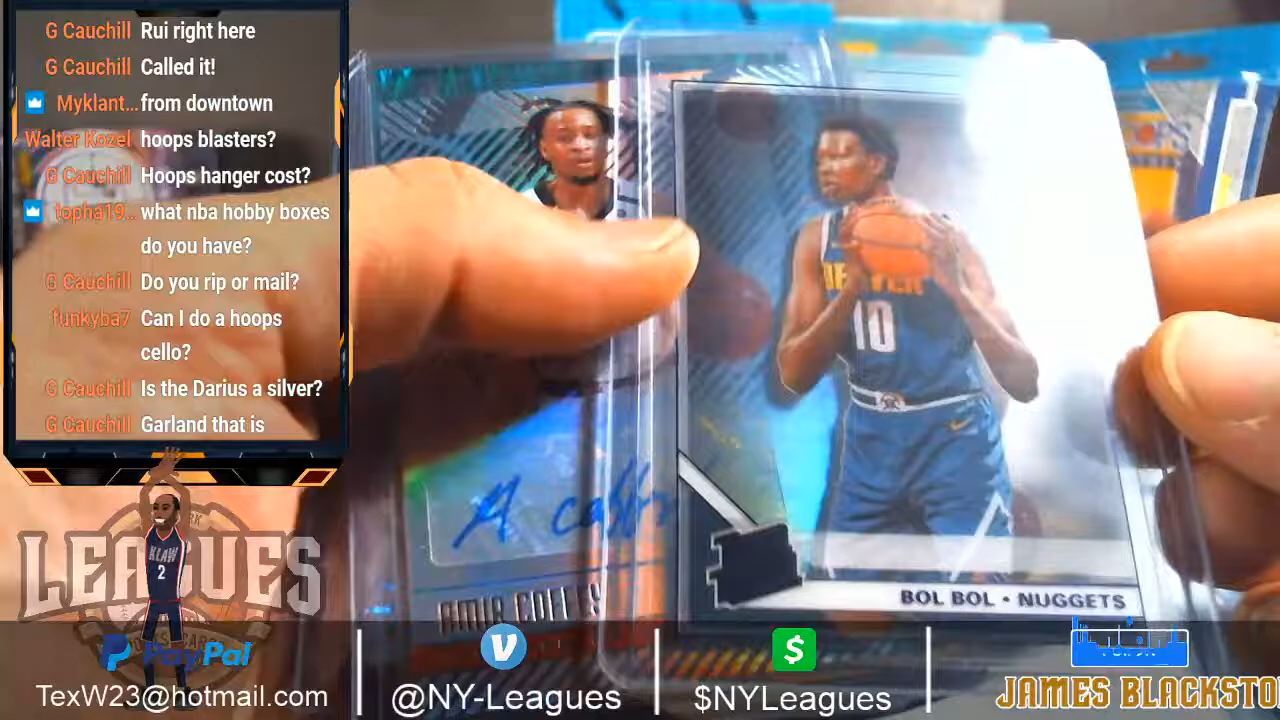 G Cauchill Rui right here
G Cauchill Called it!
Myklant... from downtown
Walter Kozel hoops blasters?
G Cauchill Hoops hanger cost?
topha19... what nba hobby boxes
do you have?
G Cauchill Do you rip or mail?
funkyba7 Can I do a hoops
cello?
G Cauchill Is the Darius a silver?
G Cauchill Garland that is
DENVER
10
BOL BOL • NUGGETS
AMIR COFFEY
LEAGUES
KLAW
2
PayPal
TexW23@hotmail.com
@NY-Leagues
$NYLeagues
JAMES BLACKSTO